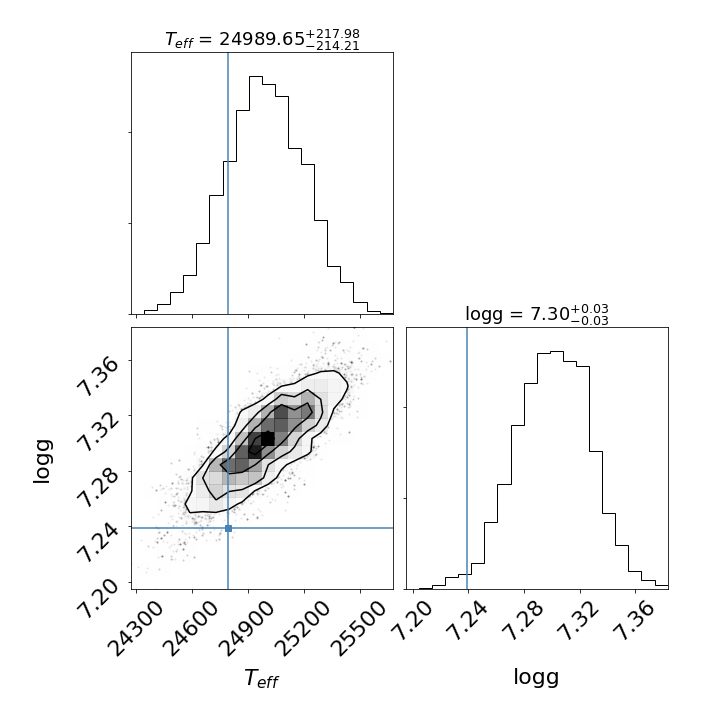 T_eff = 24989.65^{+217.98}_{-214.21}
logg = 7.30^{+0.03}_{-0.03}
logg
7.36
7.32
7.28
7.24
7.20
24300 24600 24900 25200 25500
T_eff
7.20 7.24 7.28 7.32 7.36
logg